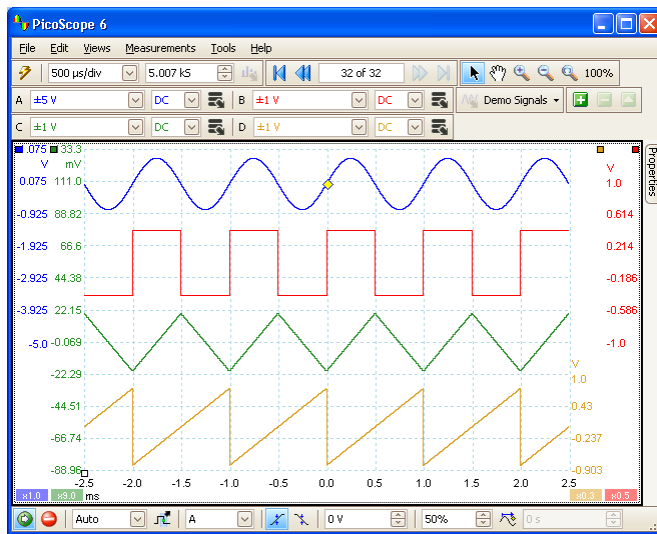 PicoScope 6
File Edit Views Measurements Tools Help
500 µs/div 5.007 kS 32 of 32 100%
A ±5 V DC B ±1 V DC Demo Signals
C ±1 V DC D ±1 V DC
.075 33.3
V mV V
0.075 111.0 1.0
-0.925 88.82 0.614
-1.925 66.6 0.214
-2.925 44.38 -0.186
-3.925 22.15 -0.586
-5.0 -0.069 -1.0
-22.29 V
1.0
-44.51 0.43
-66.74 -0.237
-88.96 -0.903
-2.5 -2.0 -1.5 -1.0 -0.5 0.0 0.5 1.0 1.5 2.0 2.5
x1.0 x9.0 ms x0.3 x0.5
Properties
Auto A 0 V 50% 0 s